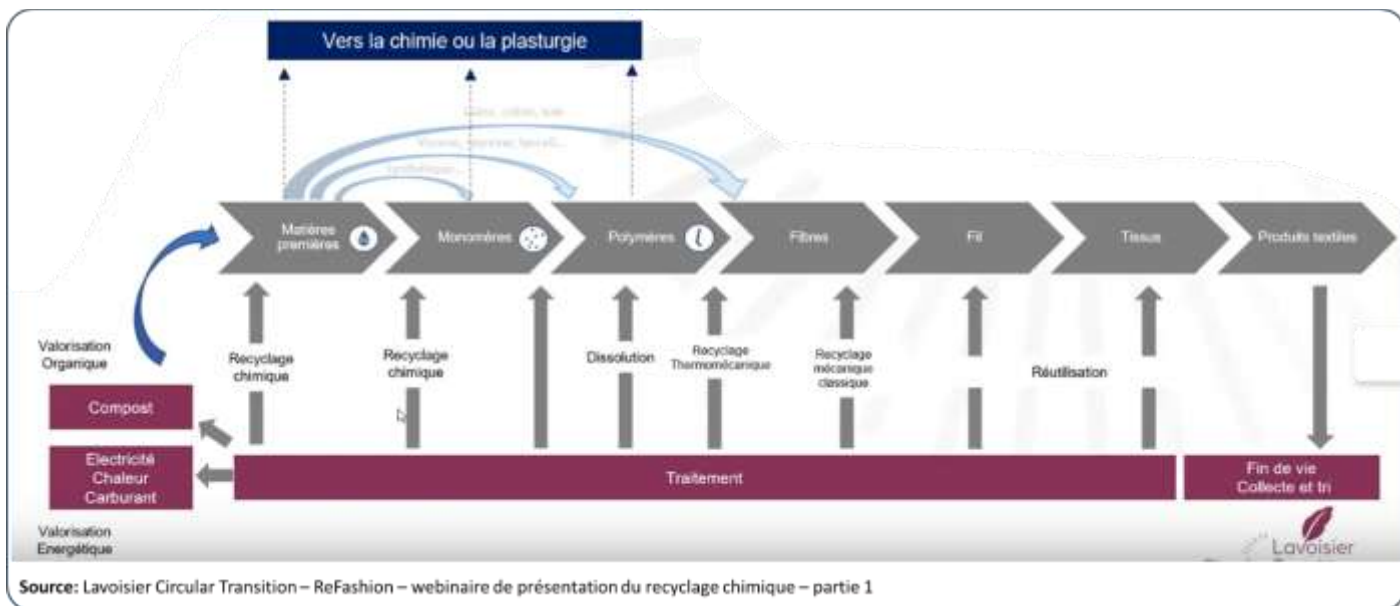 Vers la chimie ou la plasturgie
Matières
premières
Monomères
Polymères
Fibres
Fil
Tissus
Produits textiles
Valorisation
Organique
Recyclage
chimique
Recyclage
chimique
Dissolution
Recyclage
Thermomécanique
Recyclage
mécanique
classique
Réutilisation
Compost
Electricité
Chaleur
Carburant
Traitement
Fin de vie
Collecte et tri
Valorisation
Energétique
Lavoisier
Source: Lavoisier Circular Transition – ReFashion – webinaire de présentation du recyclage chimique – partie 1